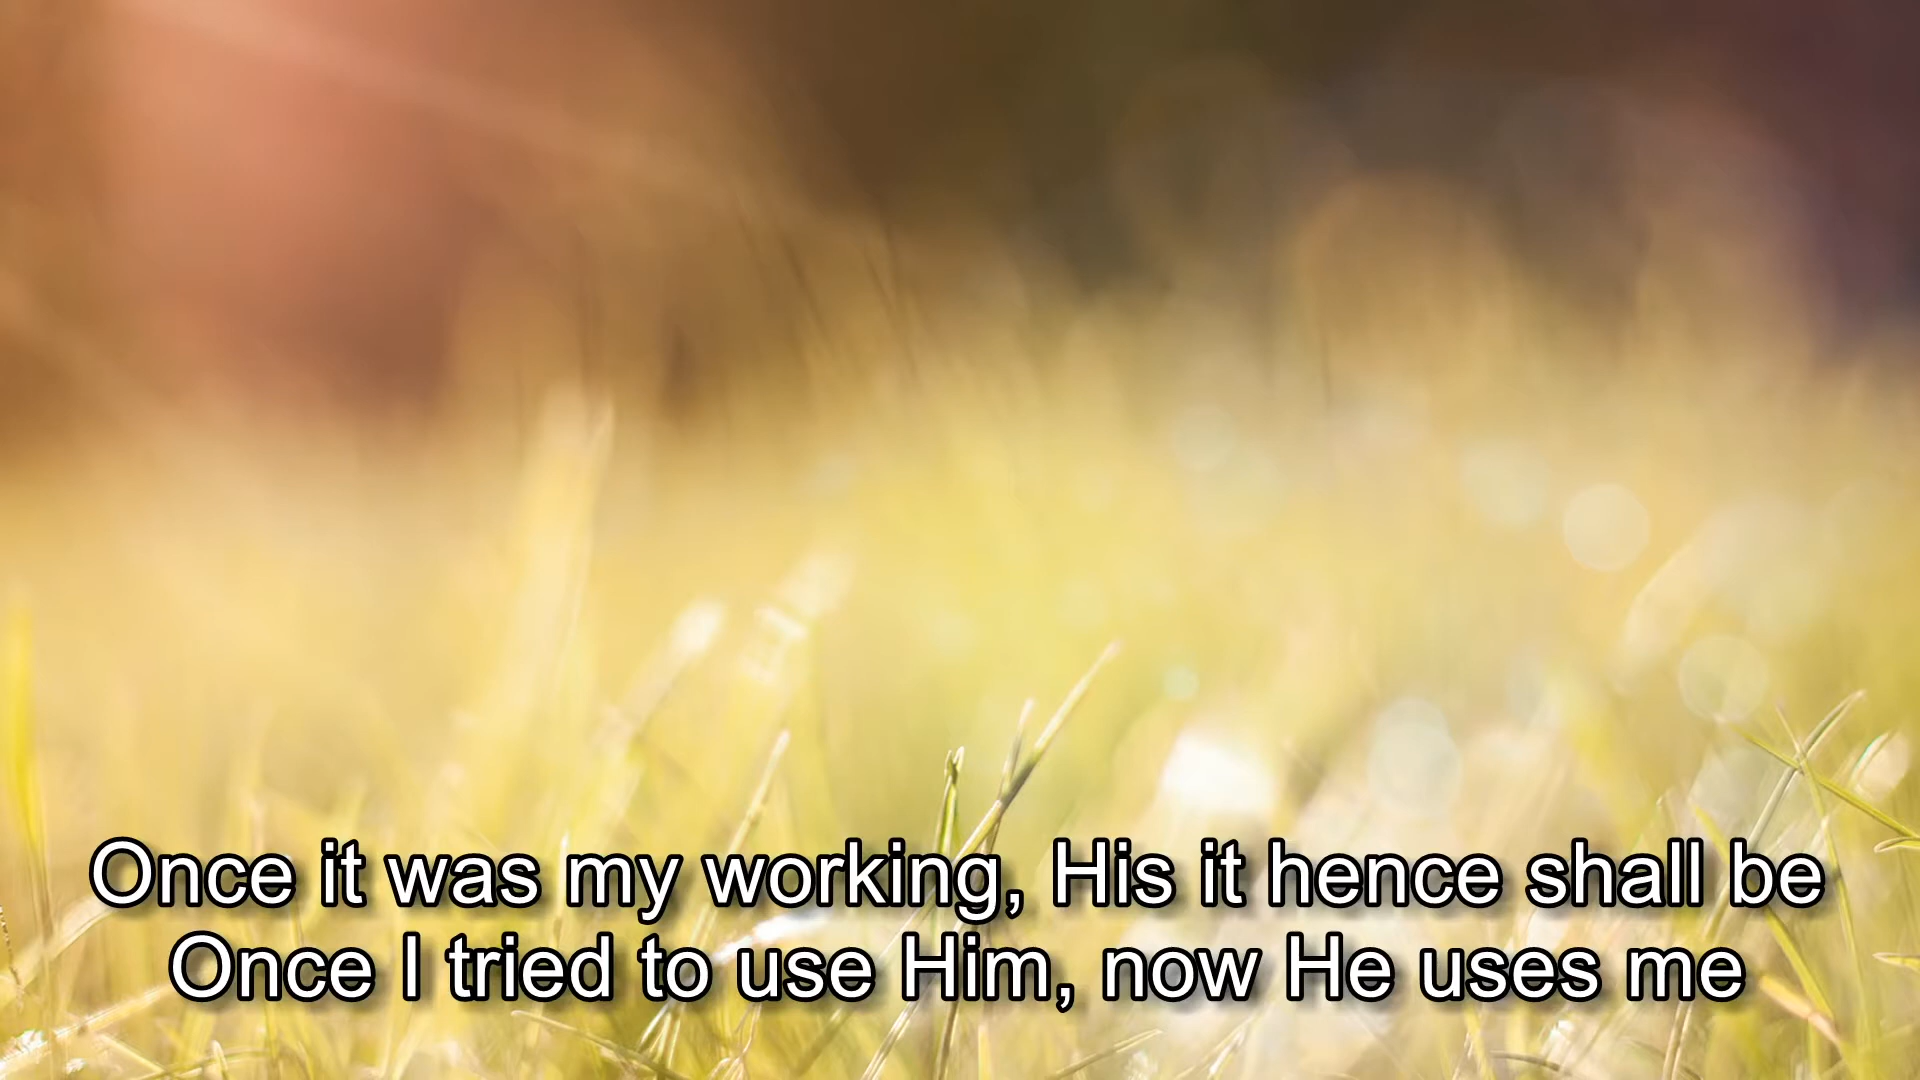 Once it was my working, His it hence shall be
Once I tried to use Him, now He uses me